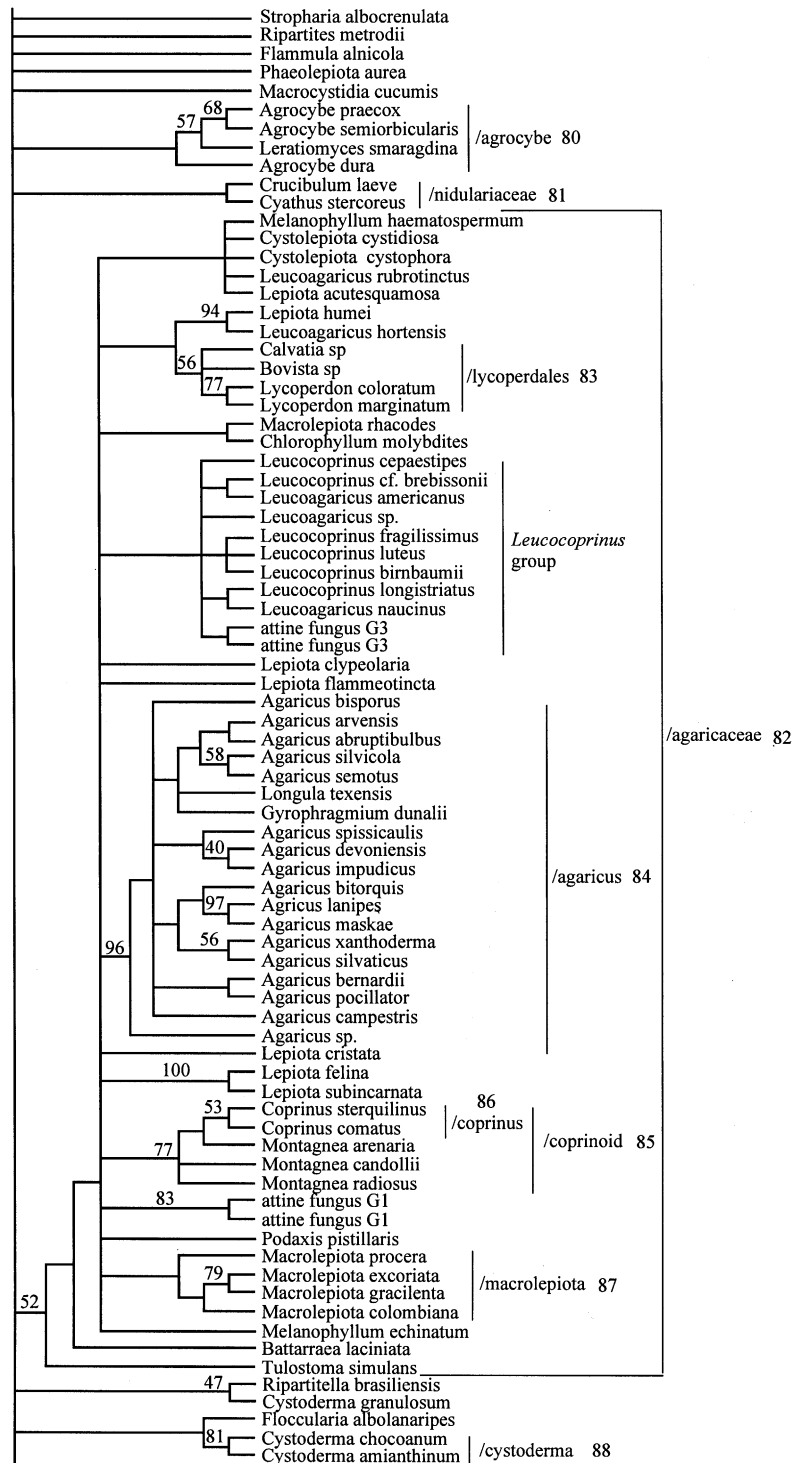 Stropharia albocrenulata
Ripartites metrodii
Flammula alnicola
Phaeolepiota aurea
Macrocystidia cucumis
68 Agrocybe praecox
57
Agrocybe semiorbicularis
/agrocybe 80
Leratiomyces smaragdina
Agrocybe dura
Crucibulum laeve
/nidulariaceae 81
Cyathus stercoreus
Melanophyllum haematospermum
Cystolepiota cystidiosa
Cystolepiota cystophora
Leucoagaricus rubrotinctus
Lepiota acutesquamosa
94 Lepiota humei
Leucoagaricus hortensis
Calvatia sp
56 Bovista sp
/lycoperdales 83
77 Lycoperdon coloratum
Lycoperdon marginatum
Macrolepiota rhacodes
Chlorophyllum molybdites
Leucocoprinus cepaestipes
Leucocoprinus cf. brebissonii
Leucoagaricus americanus
Leucoagaricus sp.
Leucocoprinus fragilissimus
Leucocoprinus
group
Leucocoprinus luteus
Leucocoprinus birnbaumii
Leucocoprinus longistriatus
Leucoagaricus naucinus
attine fungus G3
attine fungus G3
Lepiota clypeolaria
Lepiota flammeotincta
Agaricus bisporus
Agaricus arvensis
/agaricaceae 82
Agaricus abruptibulbus
58 Agaricus silvicola
Agaricus semotus
Longula texensis
Gyrophragmium dunalii
Agaricus spissicaulis
40 Agaricus devoniensis
Agaricus impudicus
/agaricus 84
Agaricus bitorquis
97 Agricus lanipes
Agaricus maskae
56 Agaricus xanthoderma
96
Agaricus silvaticus
Agaricus bernardii
Agaricus pocillator
Agaricus campestris
Agaricus sp.
Lepiota cristata
100 Lepiota felina
Lepiota subincarnata
53 Coprinus sterquilinus
86
/coprinus
Coprinus comatus
/coprinoid 85
77 Montagnea arenaria
Montagnea candollii
Montagnea radiosus
83 attine fungus G1
attine fungus G1
Podaxis pistillaris
Macrolepiota procera
79 Macrolepiota excoriata
/macrolepiota 87
Macrolepiota gracilenta
Macrolepiota colombiana
52
Melanophyllum echinatum
Battarraea laciniata
Tulostoma simulans
47 Ripartitella brasiliensis
Cystoderma granulosum
Floccularia albolanaripes
81 Cystoderma chocoanum
/cystoderma 88
Cystoderma amianthinum